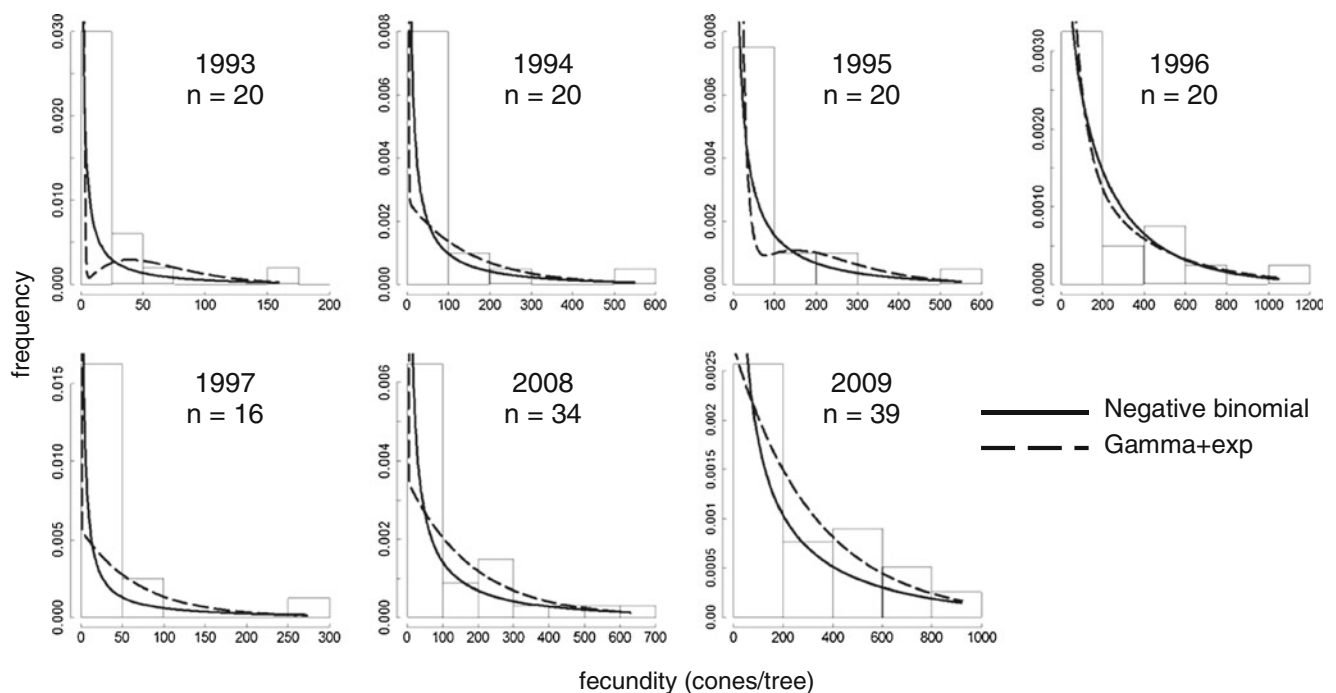 1993
n = 20
0.000
0.010
0.020
0.030
0 50 100 150 200
1994
n = 20
0.000
0.002
0.004
0.006
0.008
0 100 200 300 400 500 600
1995
n = 20
0.000
0.002
0.004
0.006
0.008
0 100 200 300 400 500 600
1996
n = 20
0.0000
0.0010
0.0020
0.0030
0 200 400 600 800 1000 1200
frequency
1997
n = 16
0.000
0.005
0.010
0.015
0 50 100 150 200 250 300
2008
n = 34
0.000
0.002
0.004
0.006
0 100 200 300 400 500 600 700
2009
n = 39
0.00
0.0005
0.001
0.0015
0.002
0.0025
0 200 400 600 800 1000
Negative binomial
Gamma+exp
fecundity (cones/tree)